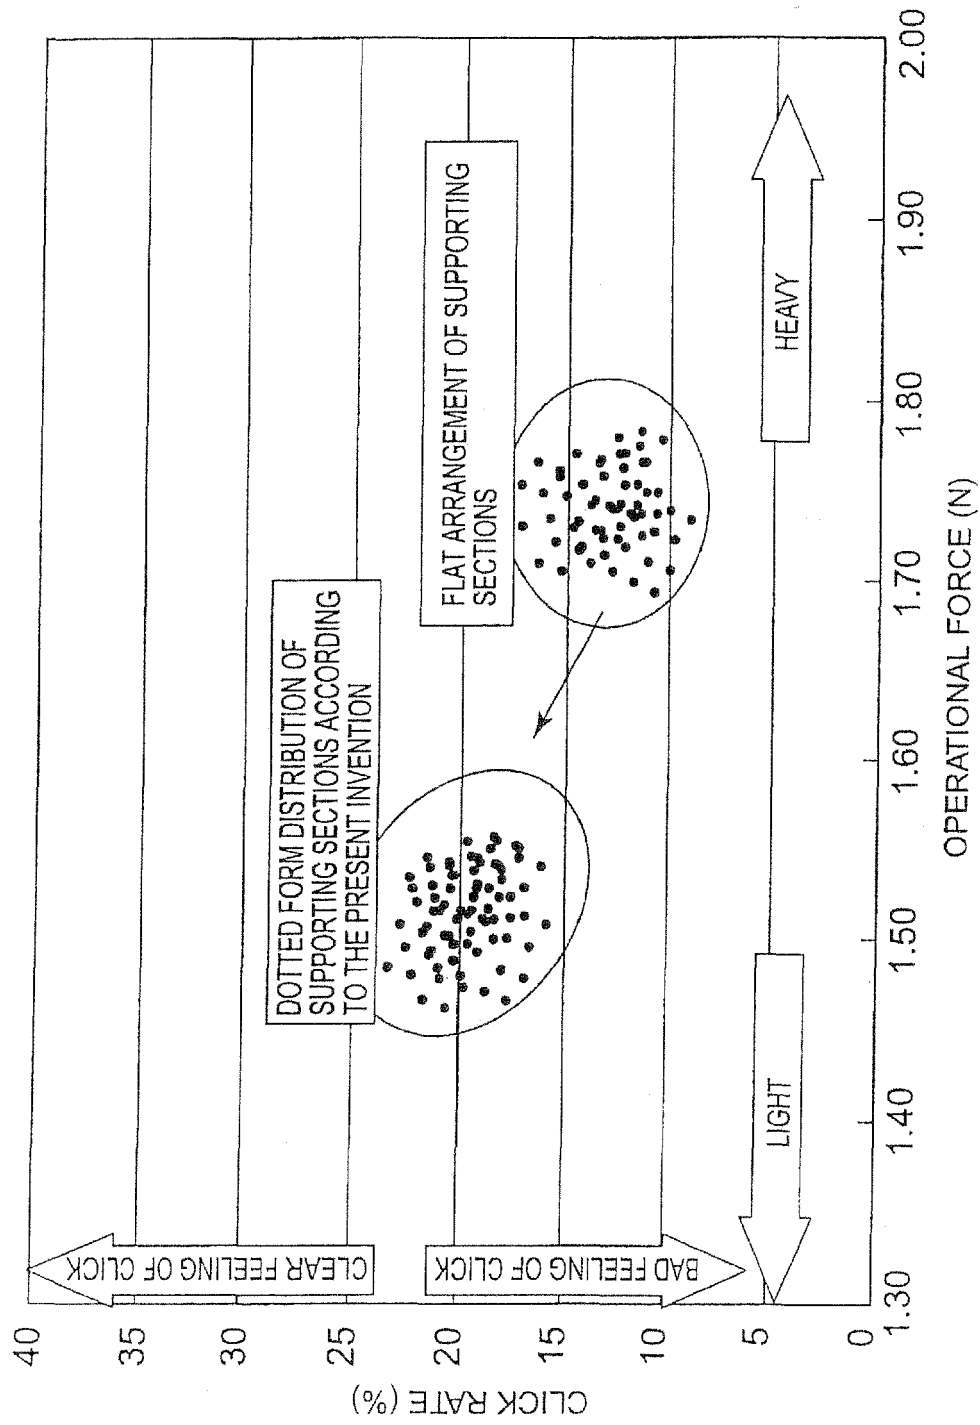 40
35
30
25
20
15
10
5
0
CLICK RATE (%)
CLEAR FEELING OF CLICK
BAD FEELING OF CLICK
DOTTED FORM DISTRIBUTION OF
SUPPORTING SECTIONS ACCORDING
TO THE PRESENT INVENTION
FLAT ARRANGEMENT OF SUPPORTING
SECTIONS
LIGHT
HEAVY
1.30
1.40
1.50
1.60
1.70
1.80
1.90
2.00
OPERATIONAL FORCE (N)